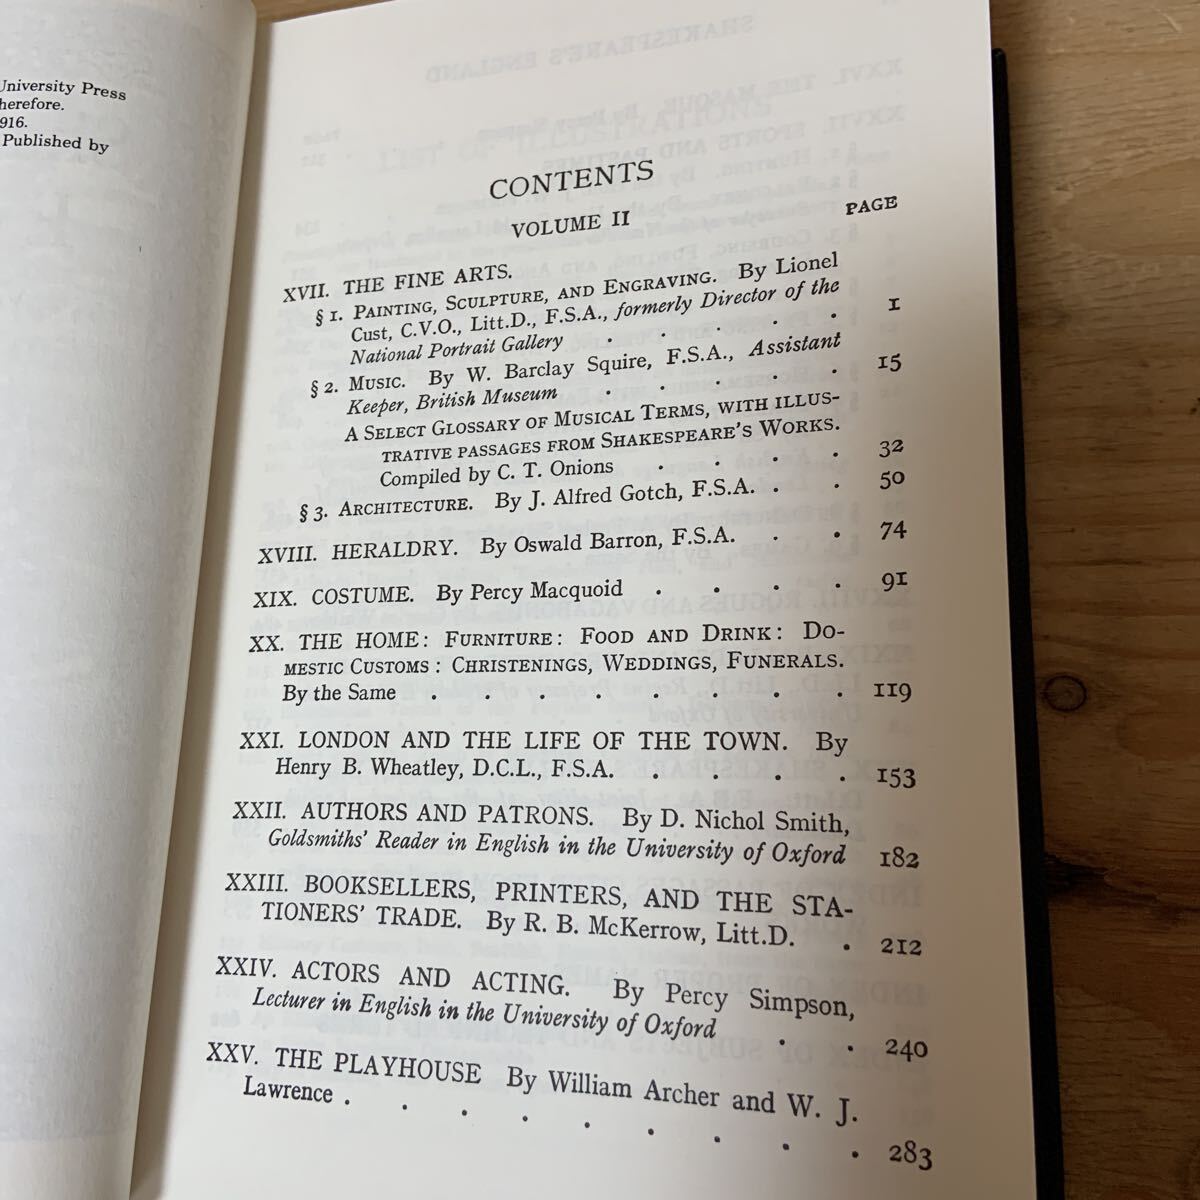 University Press
herefore.
916.
Published by
CONTENTS
VOLUME II
PAGE
XVII. THE FINE ARTS.
§ 1. Painting, Sculpture, and Engraving. By Lionel
Cust, C.V.O., Litt.D., F.S.A., formerly Director of the
National Portrait Gallery . . . . . 1
§ 2. Music. By W. Barclay Squire, F.S.A., Assistant
Keeper, British Museum . . . . . 15
A Select Glossary of Musical Terms, with illus-
trative passages from Shakespeare's Works.
Compiled by C. T. Onions . . . . 32
§ 3. Architecture. By J. Alfred Gotch, F.S.A. . . 50
XVIII. HERALDRY. By Oswald Barron, F.S.A. . . 74
XIX. COSTUME. By Percy Macquoid . . . . 91
XX. THE HOME: Furniture: Food and Drink: Do-
mestic Customs: Christenings, Weddings, Funerals.
By the Same . . . . . . . . 119
XXI. LONDON AND THE LIFE OF THE TOWN. By
Henry B. Wheatley, D.C.L., F.S.A. . . . . 153
XXII. AUTHORS AND PATRONS. By D. Nichol Smith,
Goldsmiths' Reader in English in the University of Oxford 182
XXIII. BOOKSELLERS, PRINTERS, AND THE STA-
TIONERS' TRADE. By R. B. McKerrow, Litt.D. . 212
XXIV. ACTORS AND ACTING. By Percy Simpson,
Lecturer in English in the University of Oxford . . 240
XXV. THE PLAYHOUSE By William Archer and W. J.
Lawrence . . . . . . . . . 283